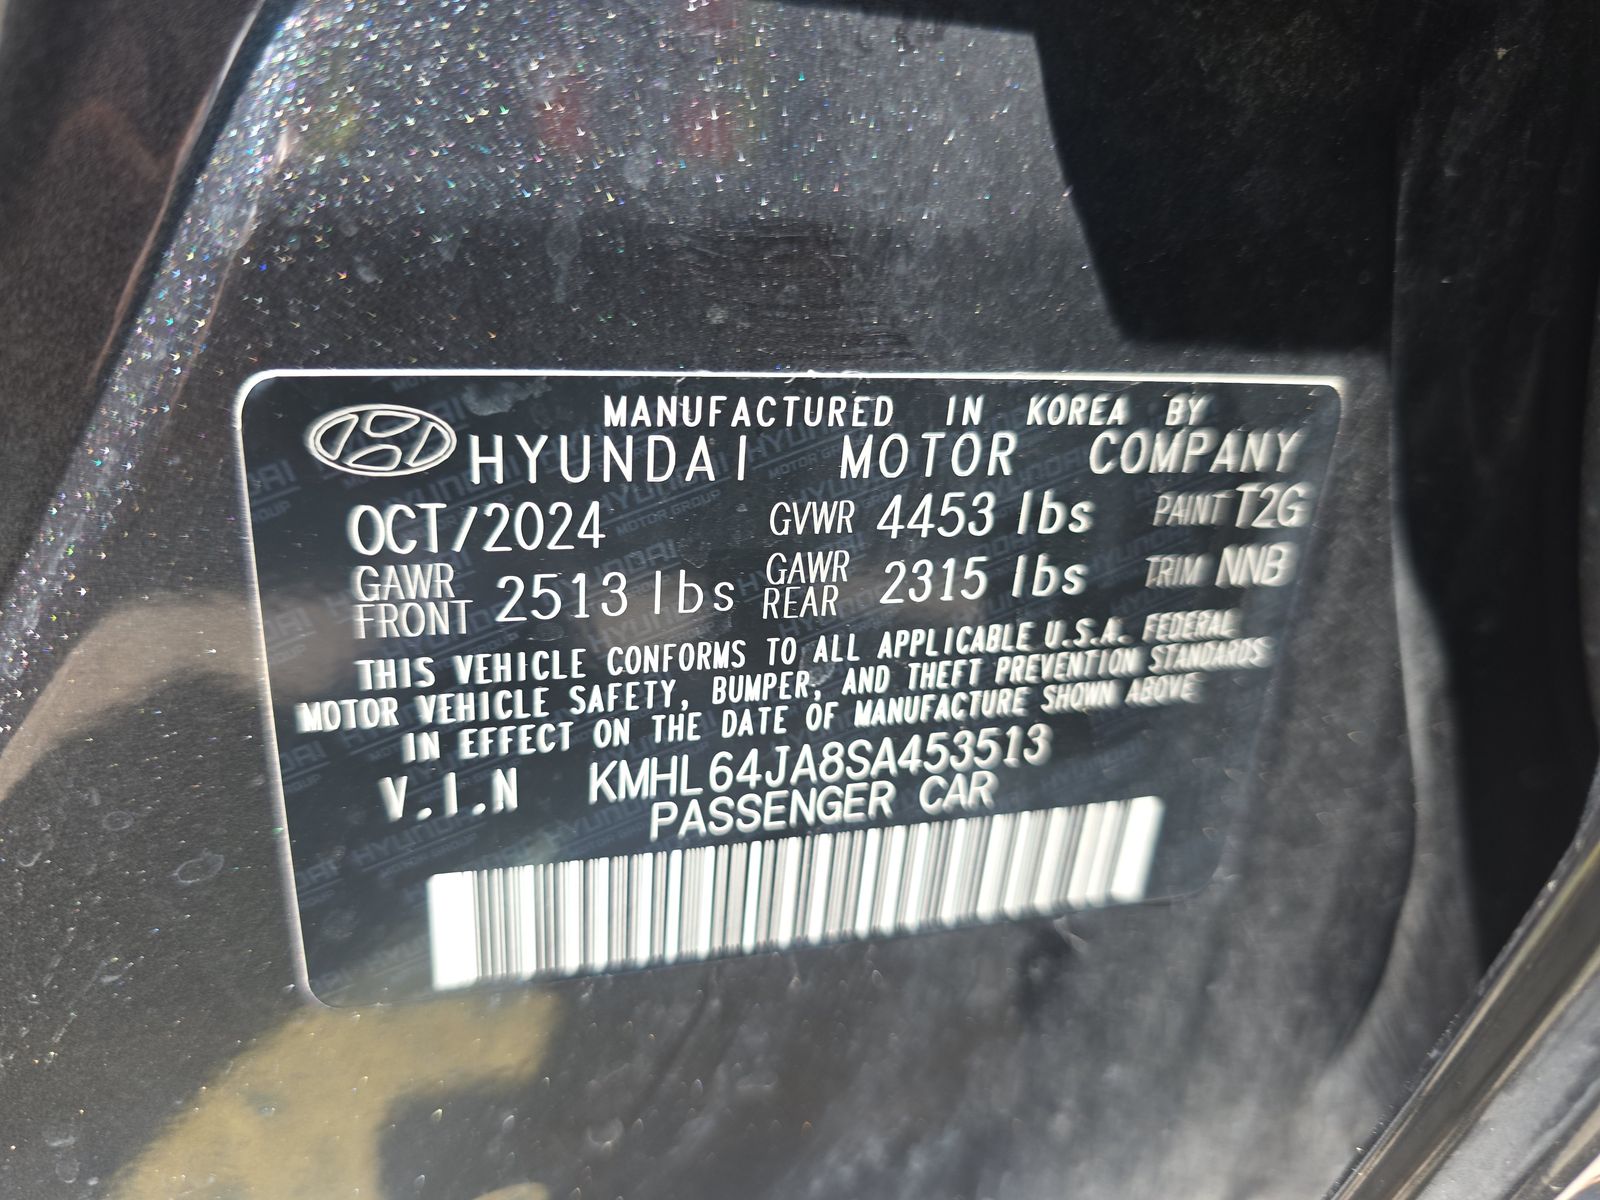 MANUFACTURED IN KOREA BY
HYUNDAI MOTOR COMPANY
OCT/2024 GVWR 4453 lbs PAINT T2G
GAWR FRONT 2513 lbs GAWR REAR 2315 lbs TRIM NNB
THIS VEHICLE CONFORMS TO ALL APPLICABLE U.S.A. FEDERAL
MOTOR VEHICLE SAFETY, BUMPER, AND THEFT PREVENTION STANDARDS
IN EFFECT ON THE DATE OF MANUFACTURE SHOWN ABOVE
V.I.N KMHL64JA8SA453513
PASSENGER CAR